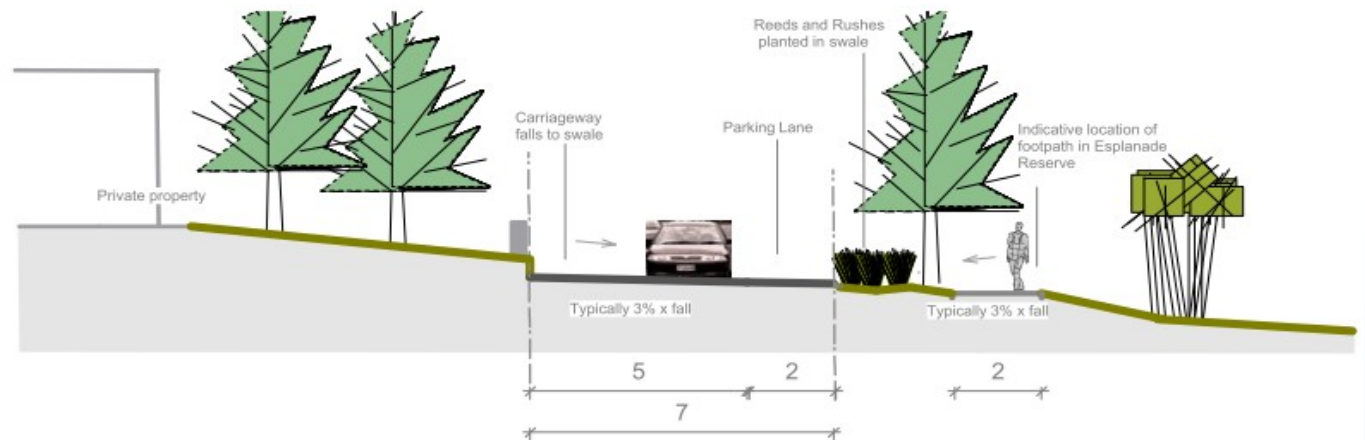 Reeds and Rushes
planted in swale
Carriageway
falls to swale
Parking Lane
Indicative location of
footpath in Esplanade
Reserve
Private property
Typically 3% x fall
Typically 3% x fall
5
2
2
7